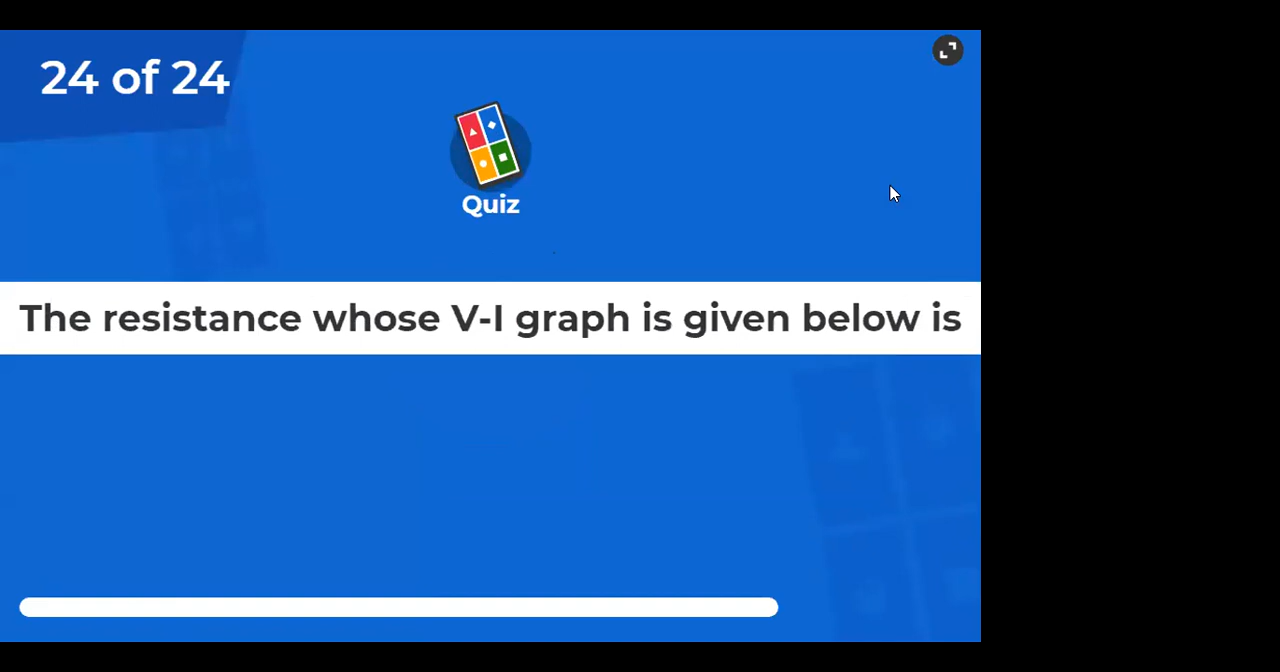 24 of 24
Quiz
The resistance whose V-I graph is given below is